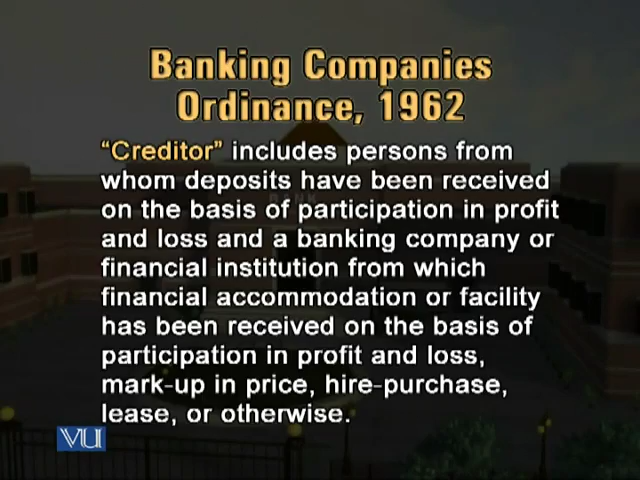 Banking Companies
Ordinance, 1962
“Creditor” includes persons from
whom deposits have been received
on the basis of participation in profit
and loss and a banking company or
financial institution from which
financial accommodation or facility
has been received on the basis of
participation in profit and loss,
mark-up in price, hire-purchase,
lease, or otherwise.
VU